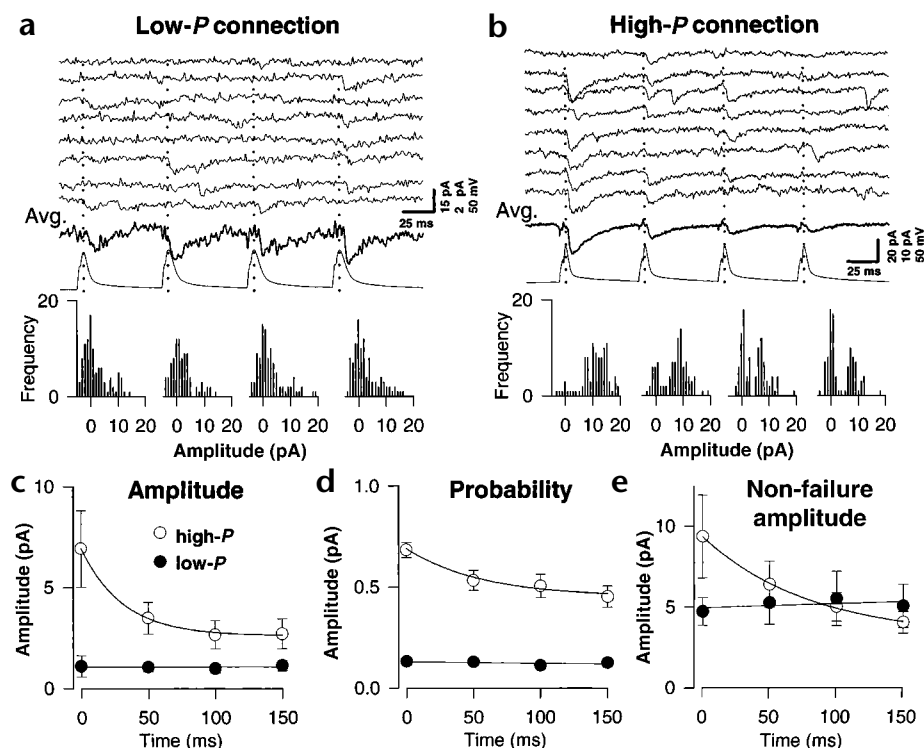 a Low-P connection
Avg.
25 ms
15 pA
2 pA
50 mV
20
10
0
Frequency
0 10 20 0 10 20 0 10 20 0 10 20
Amplitude (pA)
b High-P connection
Avg.
25 ms
20 pA
10 pA
50 mV
20
10
0
Frequency
0 10 20 0 10 20 0 10 20 0 10 20
Amplitude (pA)
c Amplitude
10
5
0
Amplitude (pA)
high-P
low-P
0 50 100 150
Time (ms)
d Probability
1.0
0.5
0.0
0 50 100 150
Time (ms)
e Non-failure
amplitude
10
5
0
Amplitude (pA)
0 50 100 150
Time (ms)